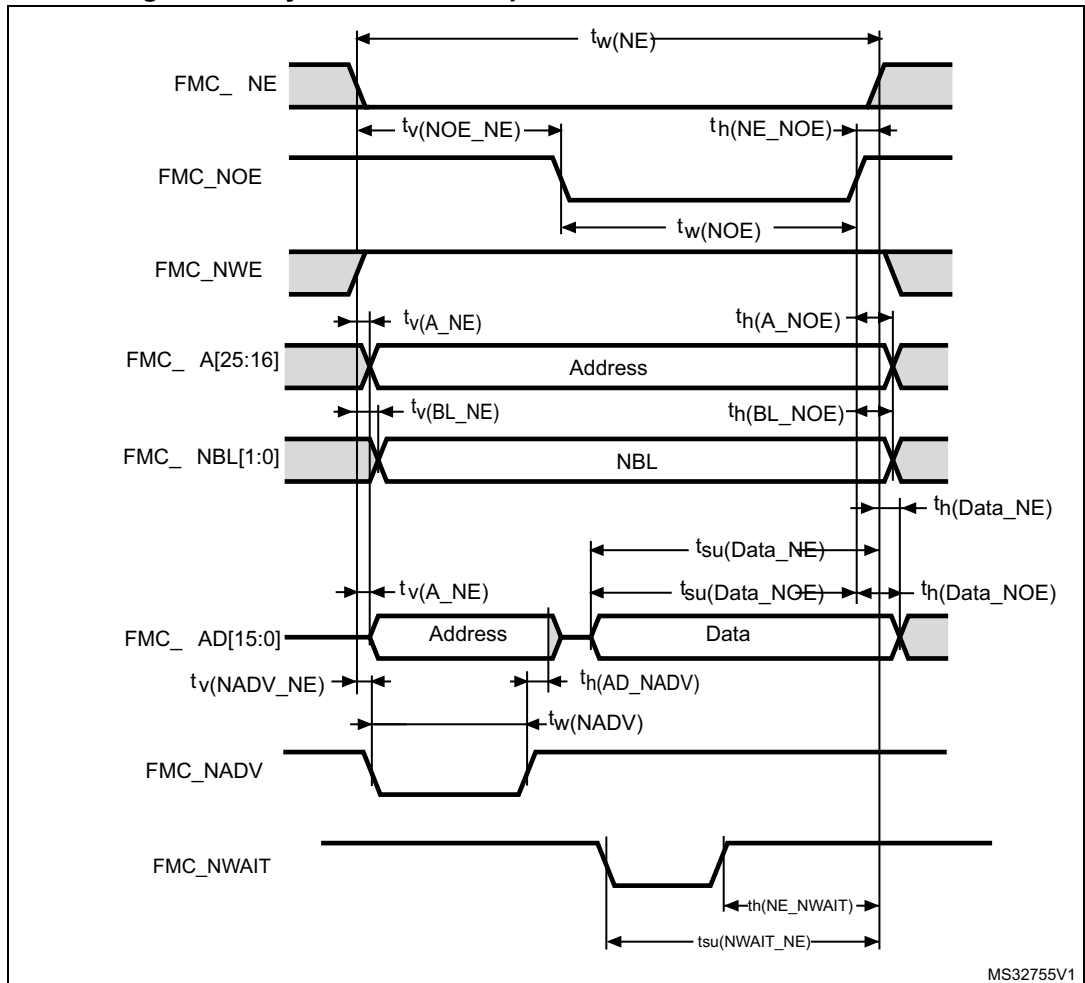 tw(NE)
FMC_ NE
tv(NOE_NE)
th(NE_NOE)
FMC_NOE
tw(NOE)
FMC_NWE
tv(A_NE)
th(A_NOE)
FMC_ A[25:16]
Address
tv(BL_NE)
th(BL_NOE)
FMC_ NBL[1:0]
NBL
th(Data_NE)
tsu(Data_NE)
tv(A_NE)
tsu(Data_NOE)
th(Data_NOE)
FMC_ AD[15:0]
Address
Data
tv(NADV_NE)
th(AD_NADV)
tw(NADV)
FMC_NADV
FMC_NWAIT
th(NE_NWAIT)
tsu(NWAIT_NE)
MS32755V1